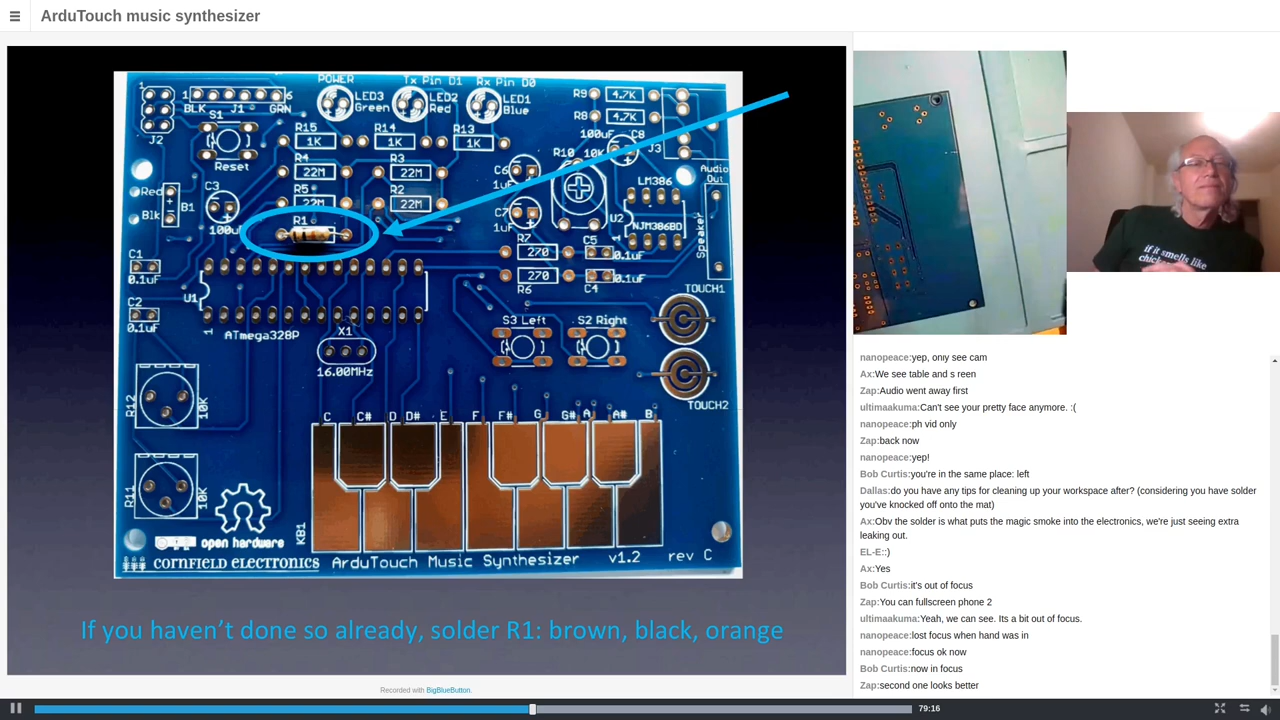 ArduTouch music synthesizer
POWER
Tx Pin D1
Rx Pin D0
1
6
BLK
J1
GRN
LED3
Green
LED2
Red
LED1
Blue
R9
4.7K
R8
4.7K
J2
S1
Reset
R15
1K
R14
1K
R13
1K
100uF
C8
J3
R4
22M
R3
22M
R10
10K
C6
1uF
LM386
Audio
Out
Red
Blk
B1
C3
100u
R5
22M
R2
22M
C7
1uF
U2
NJM386D
1
Speaker
R1
R7
270
C5
0.1uF
C1
0.1uF
270
R6
C4
U1
C2
0.1uF
1
ATmega328P
X1
16.00MHz
S3 Left
S2 Right
TOUCH1
TOUCH2
R12
10K
C
C#
D
D#
E
F
F#
G
G#
A
A#
B
R11
10K
KB1
open hardware
cornfield electronics
ArduTouch Music Synthesizer
v1.2
rev C
If you haven't done so already, solder R1: brown, black, orange
Recorded with BigBlueButton.
if it smells like
nanopeace:yep, only see cam
Ax:We see table and s reen
Zap:Audio went away first
ultimaakuma:Can't see your pretty face anymore. :(
nanopeace:ph vid only
Zap:back now
nanopeace:yep!
Bob Curtis:you're in the same place: left
Dallas:do you have any tips for cleaning up your workspace after? (considering you have solder
you've knocked off onto the mat)
Ax:Obv the solder is what puts the magic smoke into the electronics, we're just seeing extra
leaking out.
EL-E::)
Ax:Yes
Bob Curtis:it's out of focus
Zap:You can fullscreen phone 2
ultimaakuma:Yeah, we can see. Its a bit out of focus.
nanopeace:lost focus when hand was in
nanopeace:focus ok now
Bob Curtis:now in focus
Zap:second one looks better
79:16